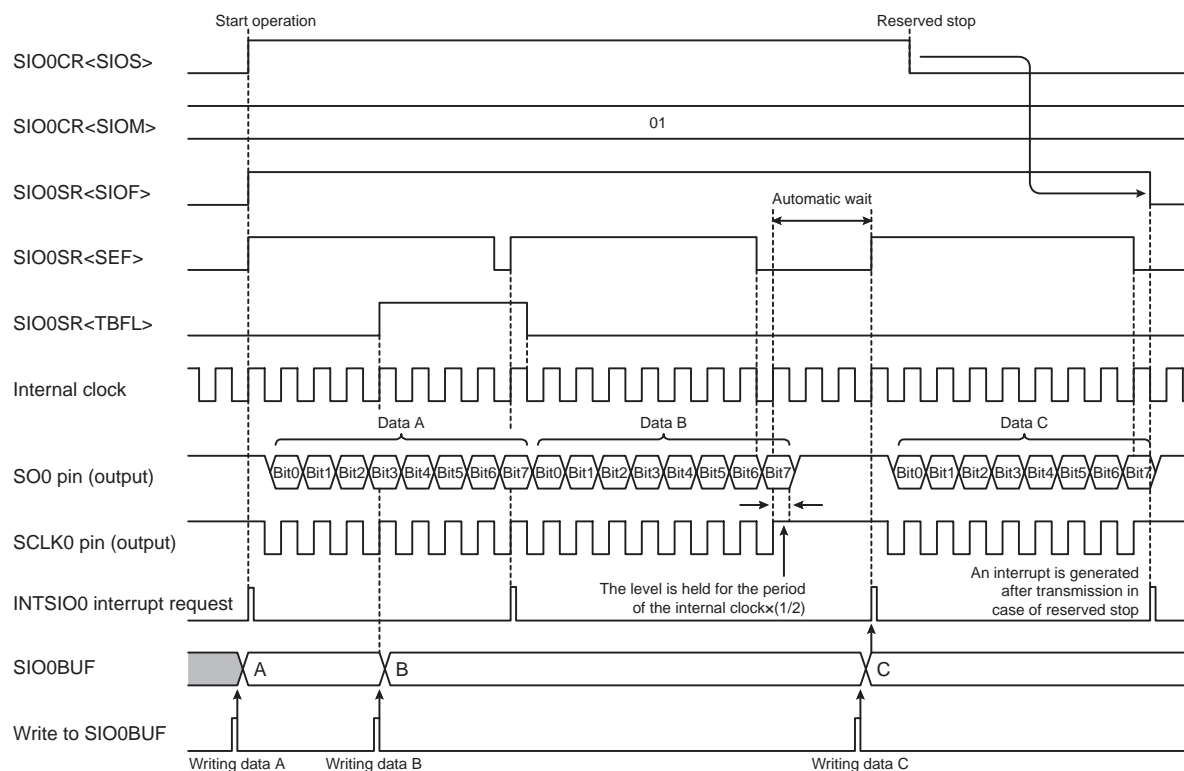 Start operation
Reserved stop
SIO0CR<SIOS>
SIO0CR<SIOM>
01
SIO0SR<SIOF>
Automatic wait
SIO0SR<SEF>
SIO0SR<TBFL>
Internal clock
Data A
Data B
Data C
SO0 pin (output)
Bit0 Bit1 Bit2 Bit3 Bit4 Bit5 Bit6 Bit7 Bit0 Bit1 Bit2 Bit3 Bit4 Bit5 Bit6 Bit7
Bit0 Bit1 Bit2 Bit3 Bit4 Bit5 Bit6 Bit7
SCLK0 pin (output)
The level is held for the period
of the internal clock×(1/2)
An interrupt is generated
after transmission in
case of reserved stop
INTSIO0 interrupt request
SIO0BUF
A
B
C
Write to SIO0BUF
Writing data A
Writing data B
Writing data C